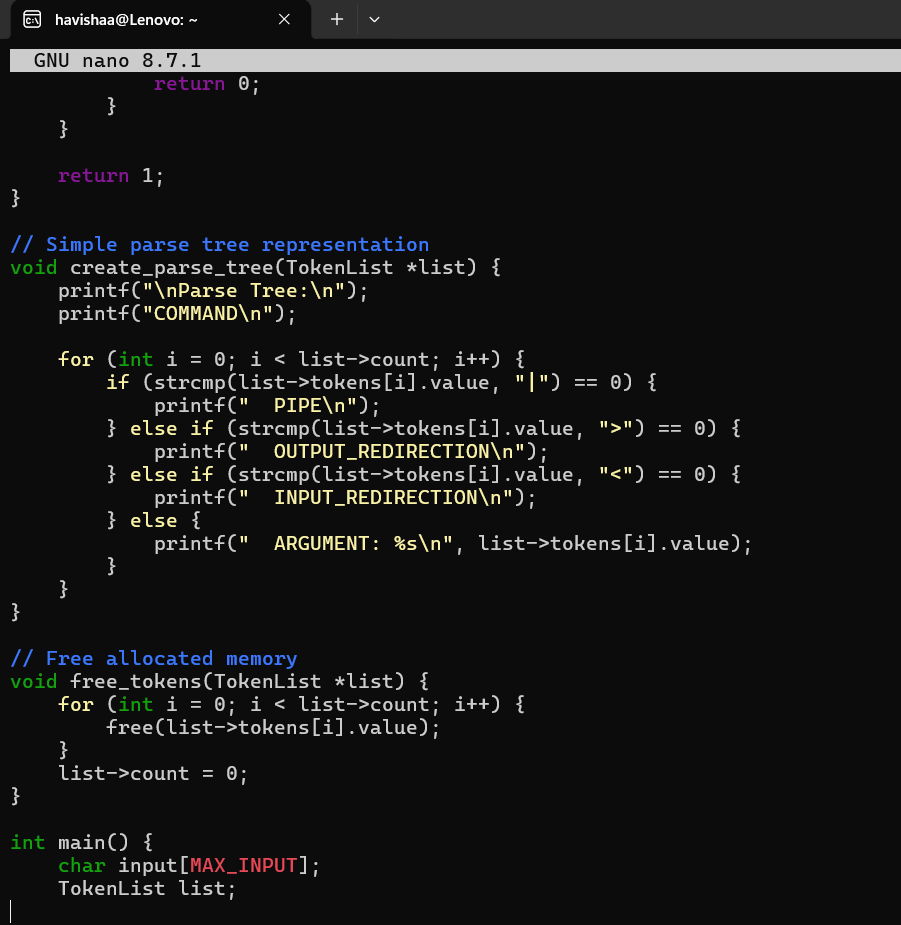 havishaa@Lenovo: ~
GNU nano 8.7.1
            return 0;
        }
    }

    return 1;
}

// Simple parse tree representation
void create_parse_tree(TokenList *list) {
    printf("\nParse Tree:\n");
    printf("COMMAND\n");

    for (int i = 0; i < list->count; i++) {
        if (strcmp(list->tokens[i].value, "|") == 0) {
            printf("  PIPE\n");
        } else if (strcmp(list->tokens[i].value, ">") == 0) {
            printf("  OUTPUT_REDIRECTION\n");
        } else if (strcmp(list->tokens[i].value, "<") == 0) {
            printf("  INPUT_REDIRECTION\n");
        } else {
            printf("  ARGUMENT: %s\n", list->tokens[i].value);
        }
    }
}

// Free allocated memory
void free_tokens(TokenList *list) {
    for (int i = 0; i < list->count; i++) {
        free(list->tokens[i].value);
    }
    list->count = 0;
}

int main() {
    char input[MAX_INPUT];
    TokenList list;